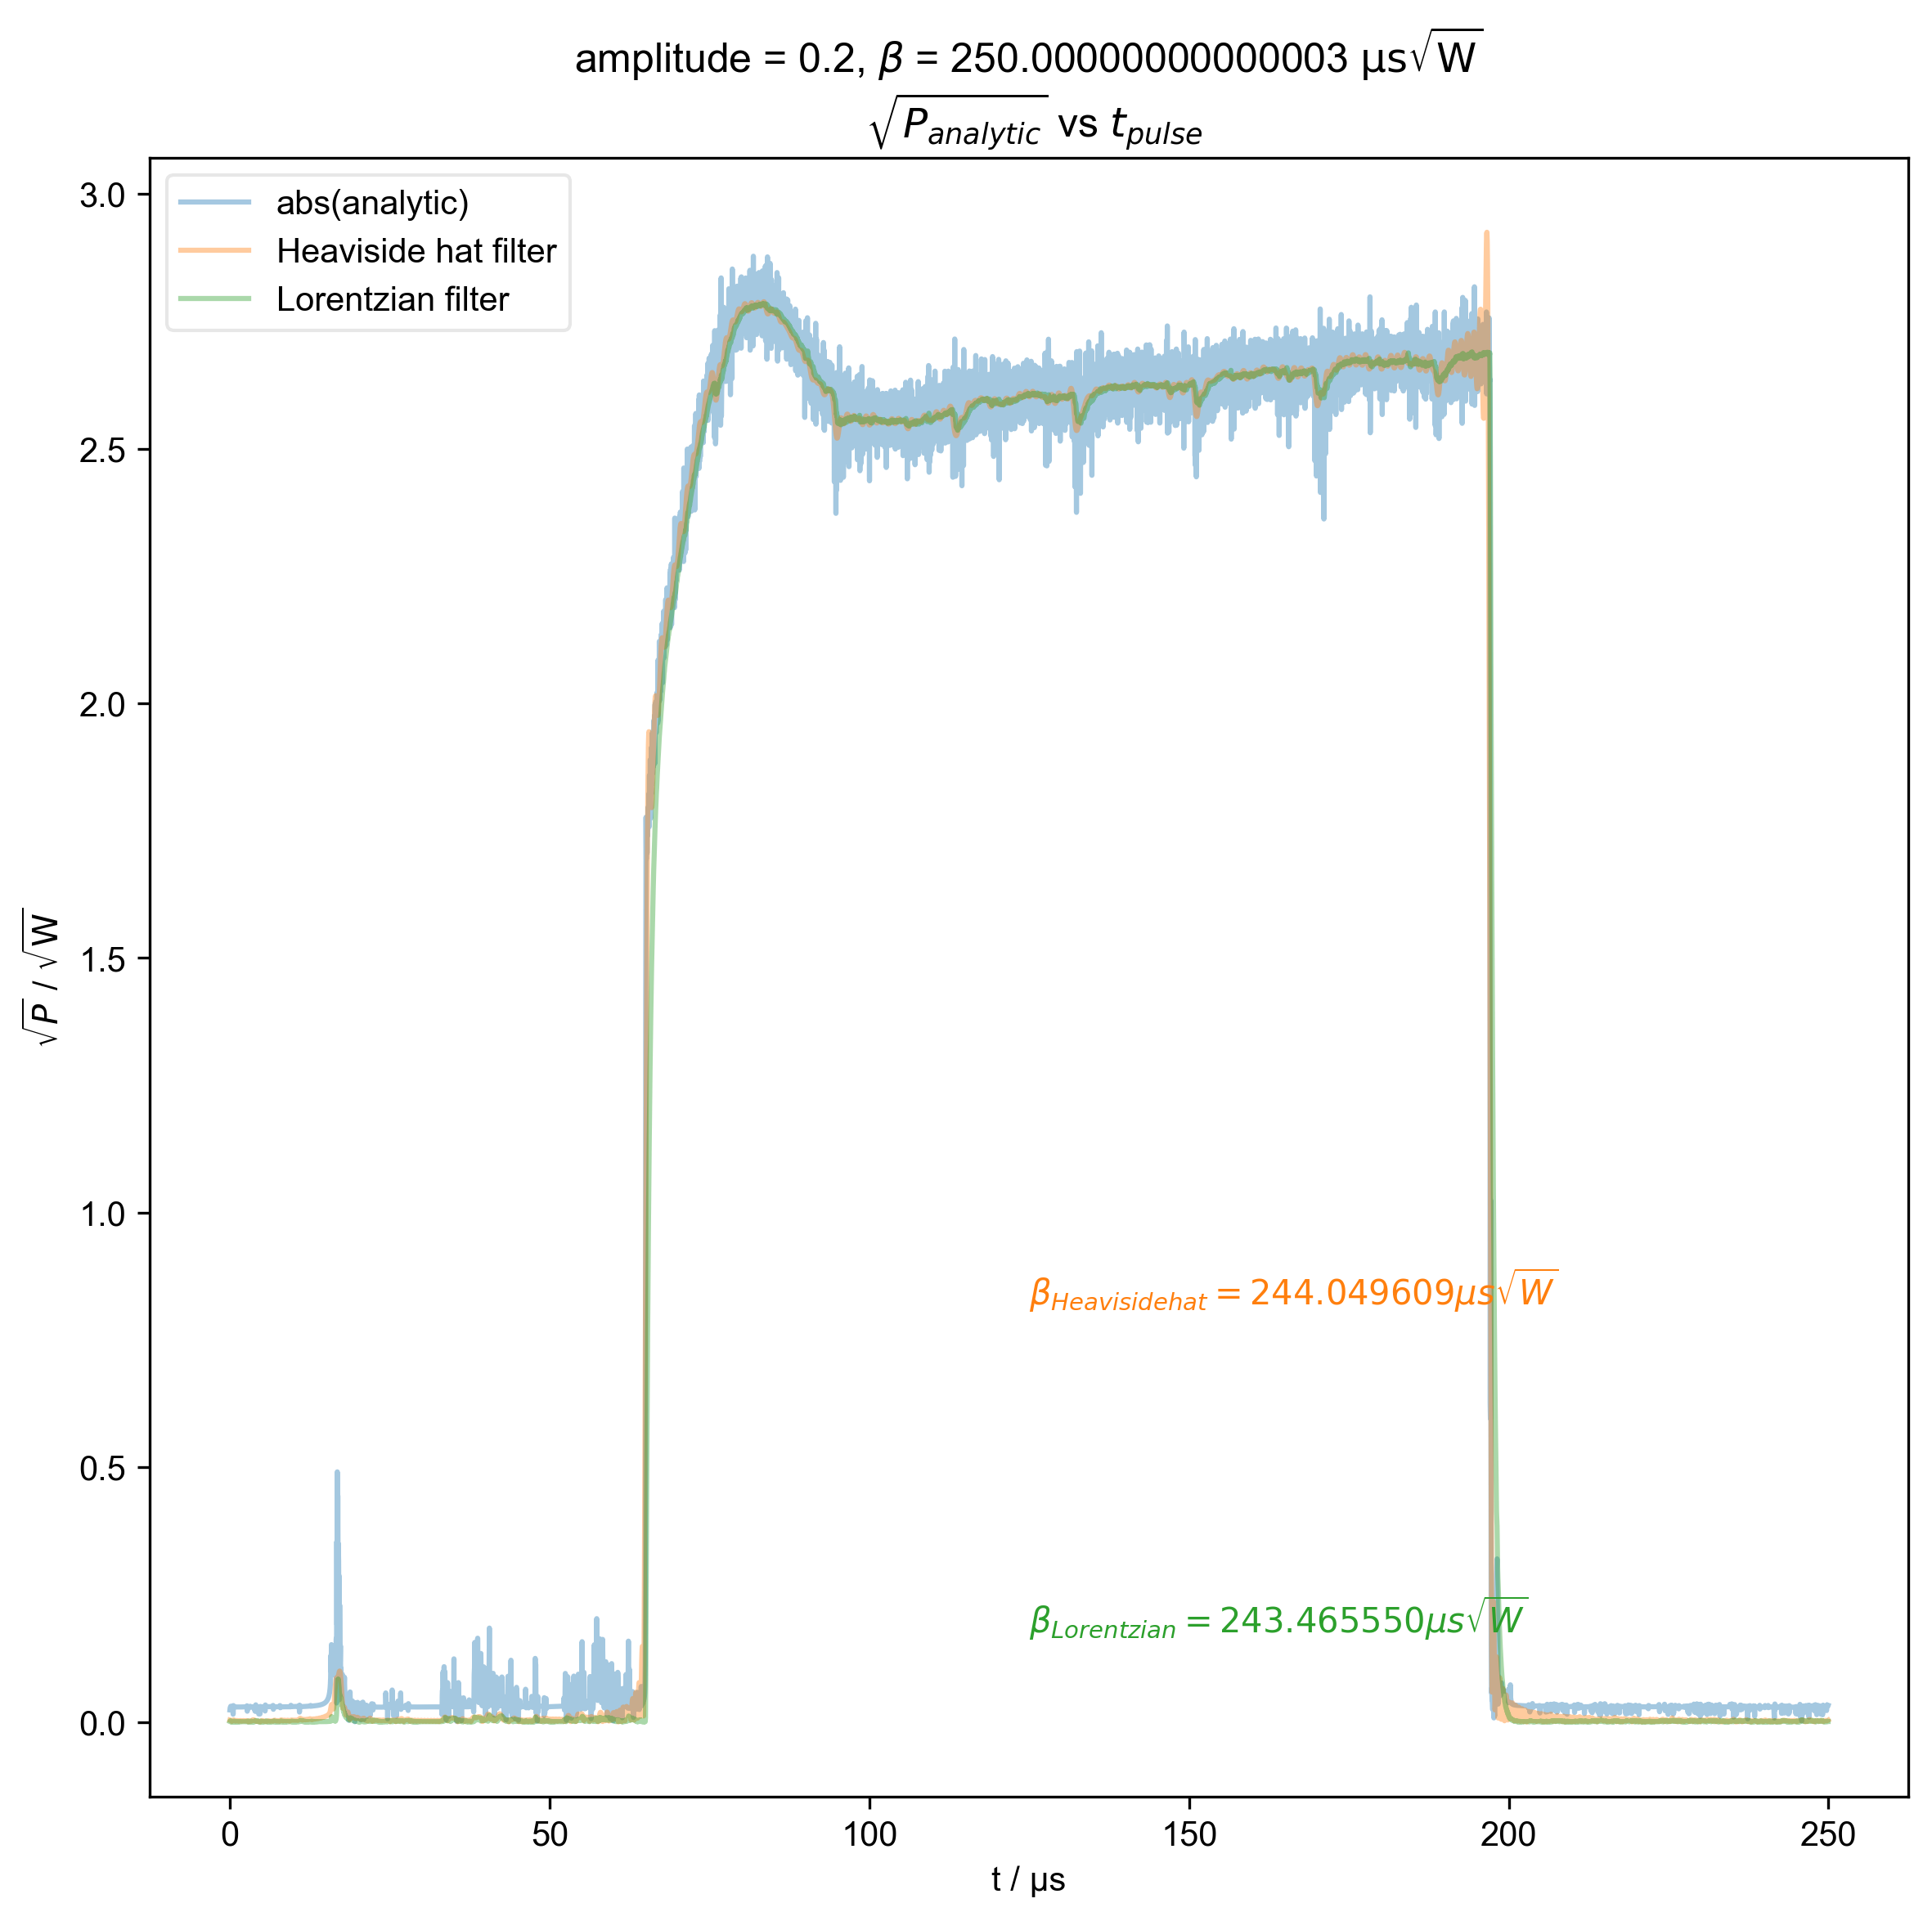 amplitude = 0.2, β = 250.00000000000003 µs√W
√P_analytic vs t_pulse
3.0
2.5
2.0
1.5
1.0
0.5
0.0
√P / √W
abs(analytic)
Heaviside hat filter
Lorentzian filter
β_Heavisidehat = 244.049609µs√W
β_Lorentzian = 243.465550µs√W
0 50 100 150 200 250
t / µs